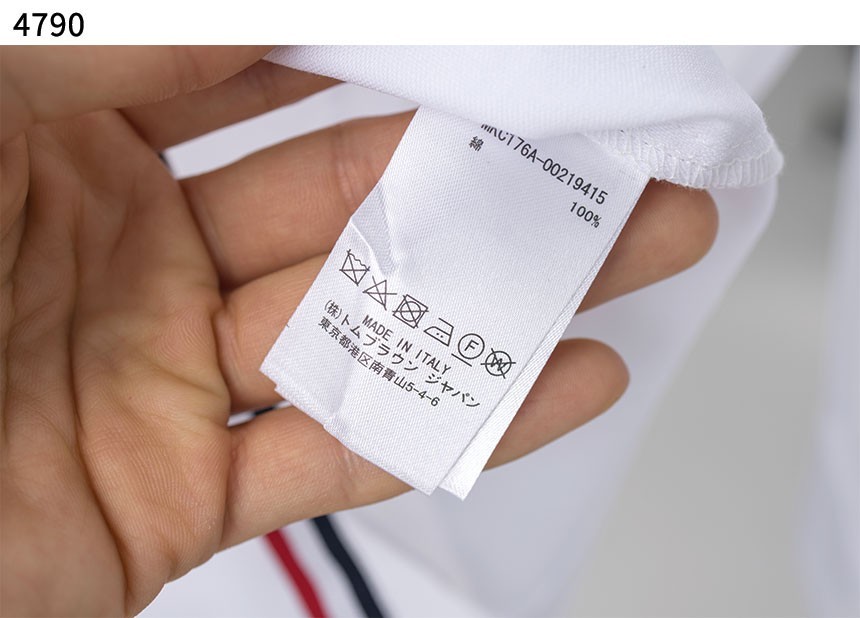 4790
MKC176A-00219415
綿
100%
F
W
MADE IN ITALY
(株)トム ブラウン ジャパン
東京都港区南青山5-4-6